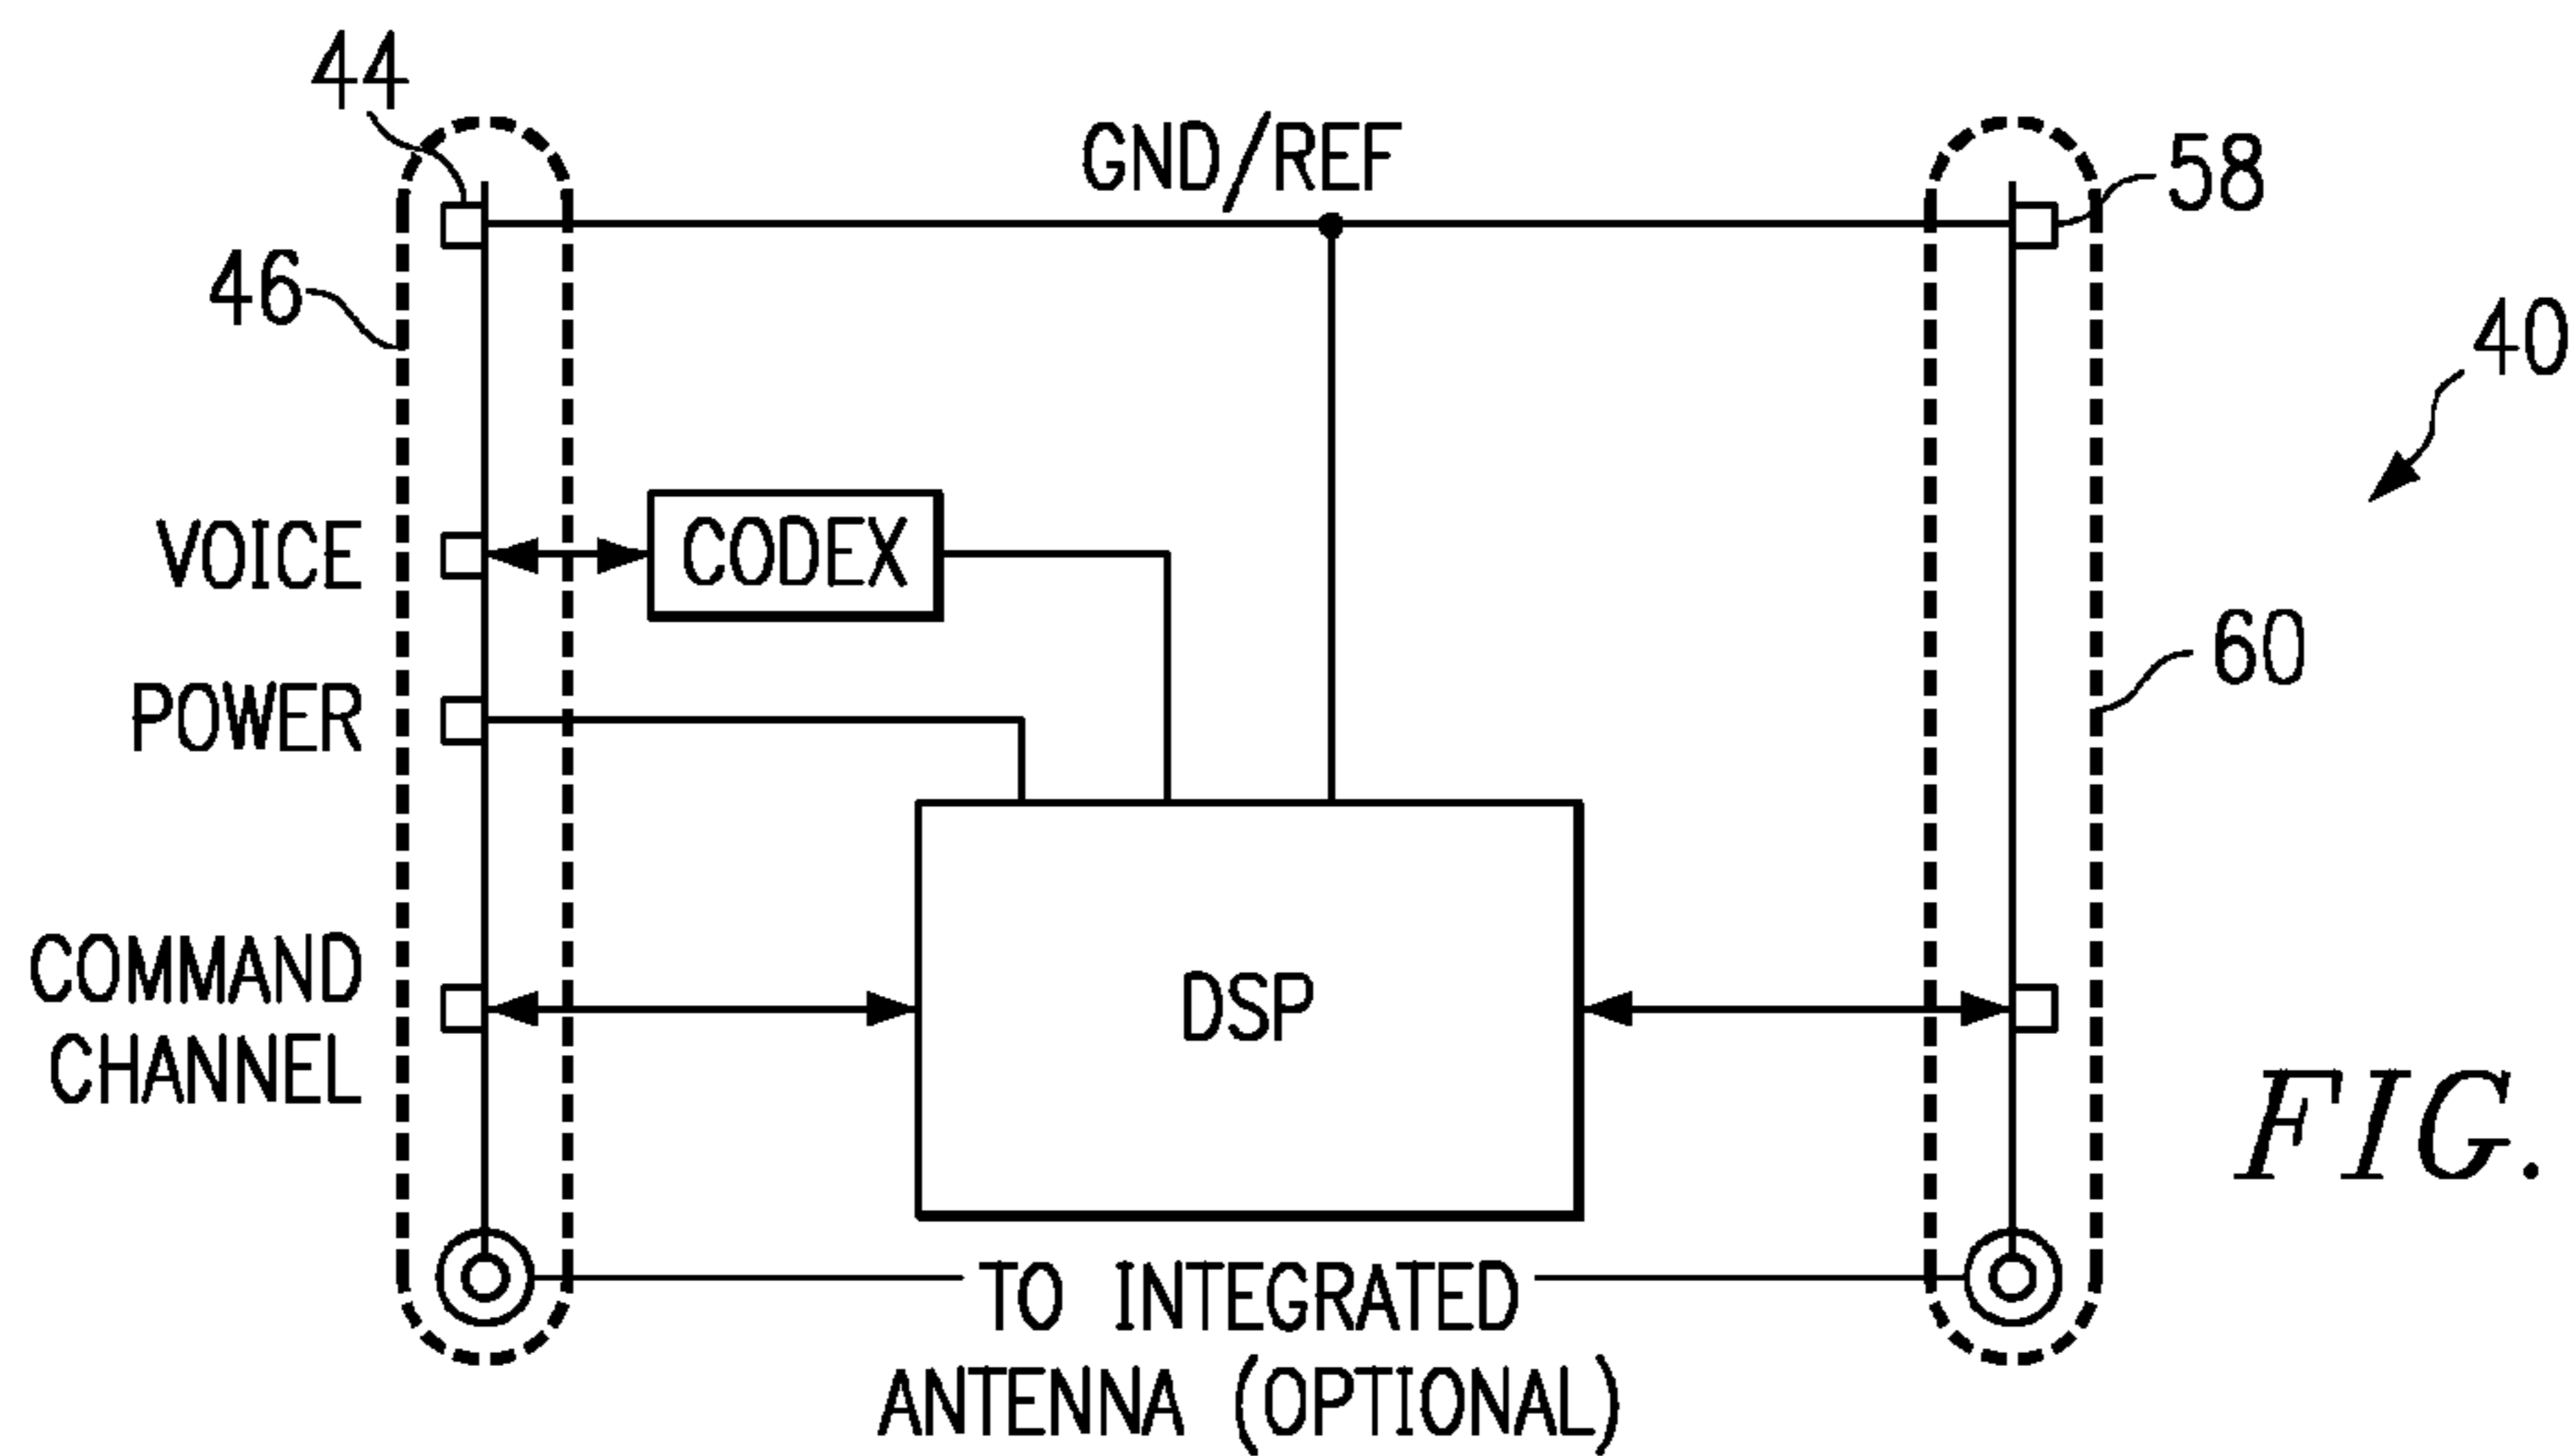 44
GND/REF
58
46
40
VOICE
CODEX
60
POWER
COMMAND
CHANNEL
DSP
FIG.
TO INTEGRATED
ANTENNA (OPTIONAL)